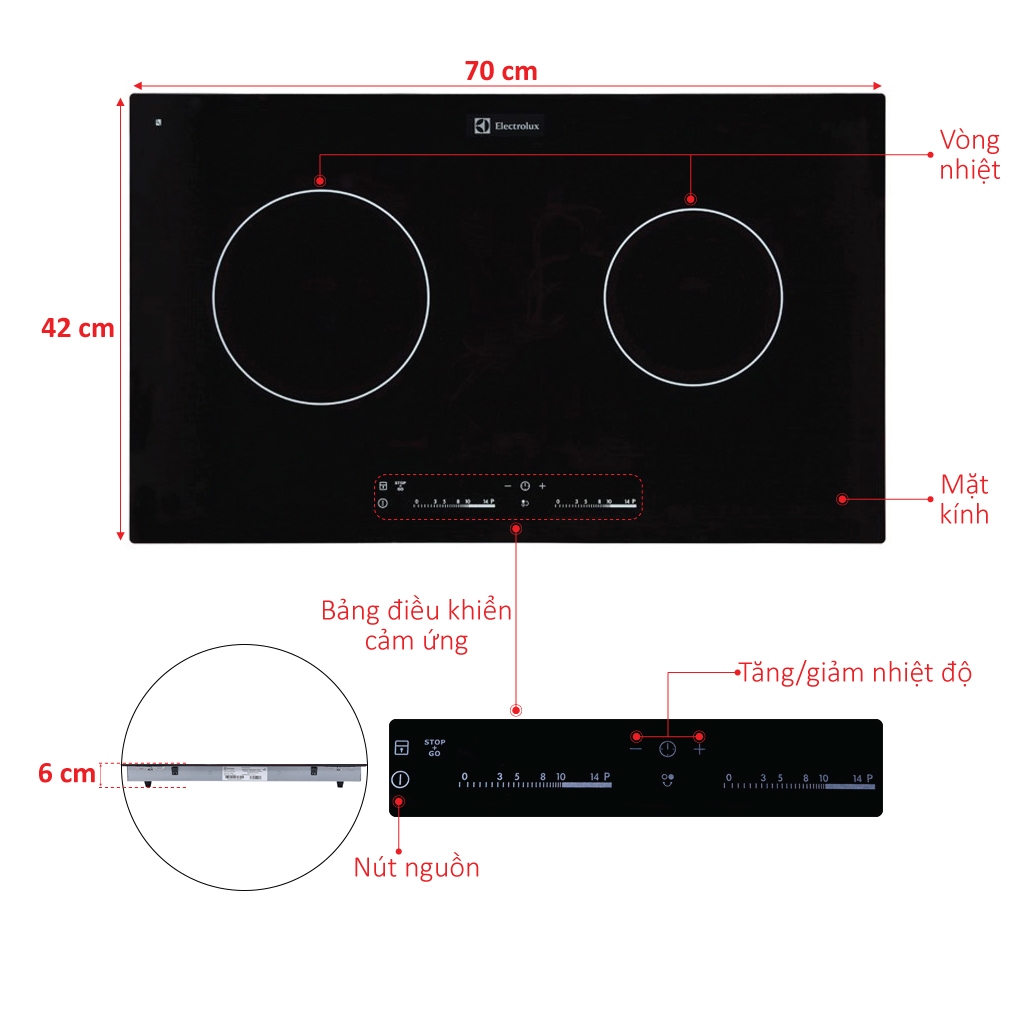 70 cm
Electrolux
Vòng
nhiệt
42 cm
Mặt
kính
STOP
+
GO
− +
0 3 5 8 10 14 P
0 3 5 8 10 14 P
Bảng điều khiển
cảm ứng
Tăng/giảm nhiệt độ
6 cm
STOP
+
GO
− +
0 3 5 8 10 14 P
0 3 5 8 10 14 P
Nút nguồn